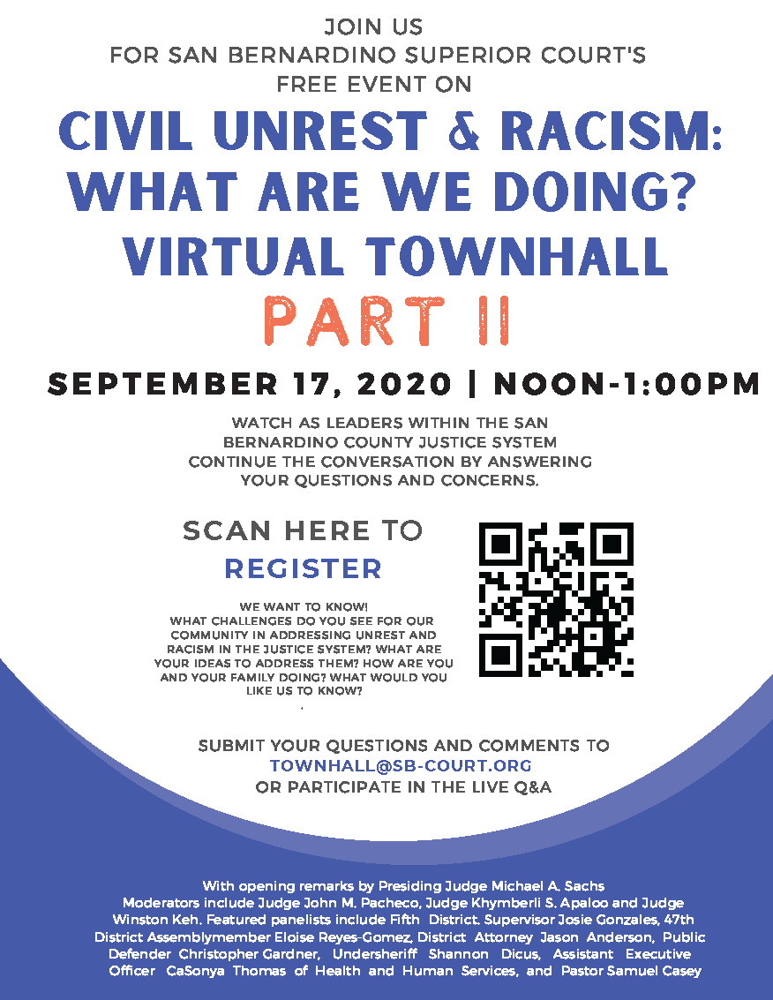 JOIN US
FOR SAN BERNARDINO SUPERIOR COURT'S
FREE EVENT ON
CIVIL UNREST & RACISM:
WHAT ARE WE DOING?
VIRTUAL TOWNHALL
PART II
SEPTEMBER 17, 2020 | NOON-1:00PM
WATCH AS LEADERS WITHIN THE SAN
BERNARDINO COUNTY JUSTICE SYSTEM
CONTINUE THE CONVERSATION BY ANSWERING
YOUR QUESTIONS AND CONCERNS.
SCAN HERE TO
REGISTER
WE WANT TO KNOW!
WHAT CHALLENGES DO YOU SEE FOR OUR
COMMUNITY IN ADDRESSING UNREST AND
RACISM IN THE JUSTICE SYSTEM? WHAT ARE
YOUR IDEAS TO ADDRESS THEM? HOW ARE YOU
AND YOUR FAMILY DOING? WHAT WOULD YOU
LIKE US TO KNOW?
SUBMIT YOUR QUESTIONS AND COMMENTS TO
TOWNHALL@SB-COURT.ORG
OR PARTICIPATE IN THE LIVE Q&A
With opening remarks by Presiding Judge Michael A. Sachs
Moderators include Judge John M. Pacheco, Judge Khymberli S. Apaloo and Judge
Winston Keh. Featured panelists include Fifth District. Supervisor Josie Gonzales, 47th
District Assemblymember Eloise Reyes-Gomez, District Attorney Jason Anderson, Public
Defender Christopher Gardner, Undersheriff Shannon Dicus, Assistant Executive
Officer CaSonya Thomas of Health and Human Services, and Pastor Samuel Casey